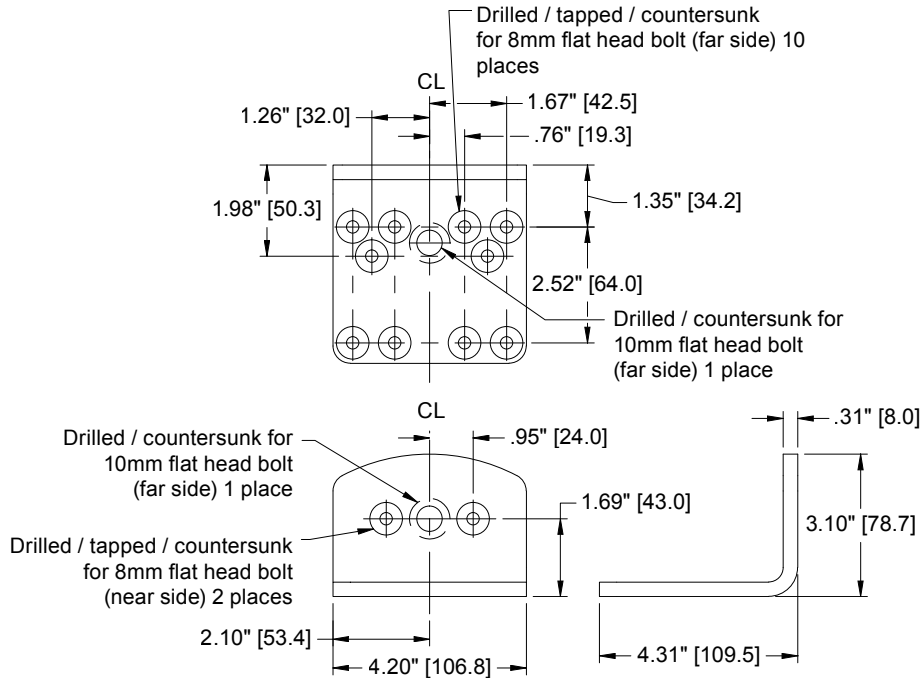 Drilled / tapped / countersunk
for 8mm flat head bolt (far side) 10
places
CL
1.67" [42.5]
1.26" [32.0]
.76" [19.3]
1.98" [50.3]
1.35" [34.2]
2.52" [64.0]
Drilled / countersunk for
10mm flat head bolt
(far side) 1 place
CL
.31" [8.0]
Drilled / countersunk for
10mm flat head bolt
(far side) 1 place
.95" [24.0]
1.69" [43.0]
3.10" [78.7]
Drilled / tapped / countersunk
for 8mm flat head bolt
(near side) 2 places
2.10" [53.4]
4.20" [106.8]
4.31" [109.5]